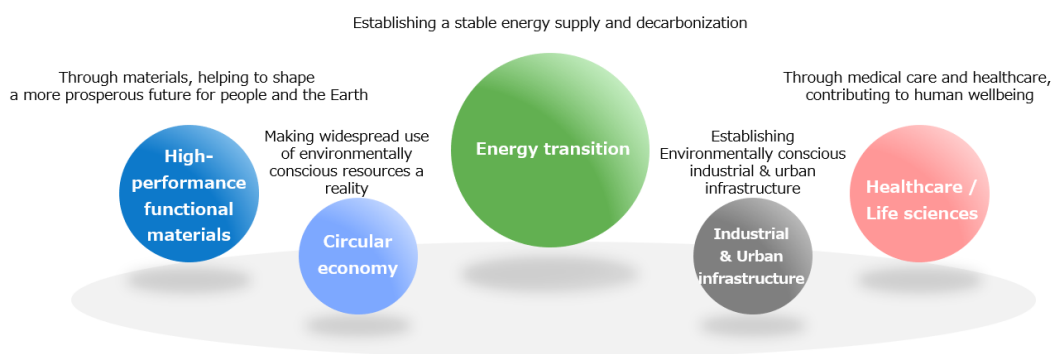 Establishing a stable energy supply and decarbonization
Through materials, helping to shape
a more prosperous future for people and the Earth
Through medical care and healthcare,
contributing to human wellbeing
Making widespread use
of environmentally
conscious resources a
reality
Establishing
Environmentally conscious
industrial & urban
infrastructure
High-
performance
functional
materials
Circular
economy
Energy transition
Industrial
& Urban
infrastructure
Healthcare /
Life sciences